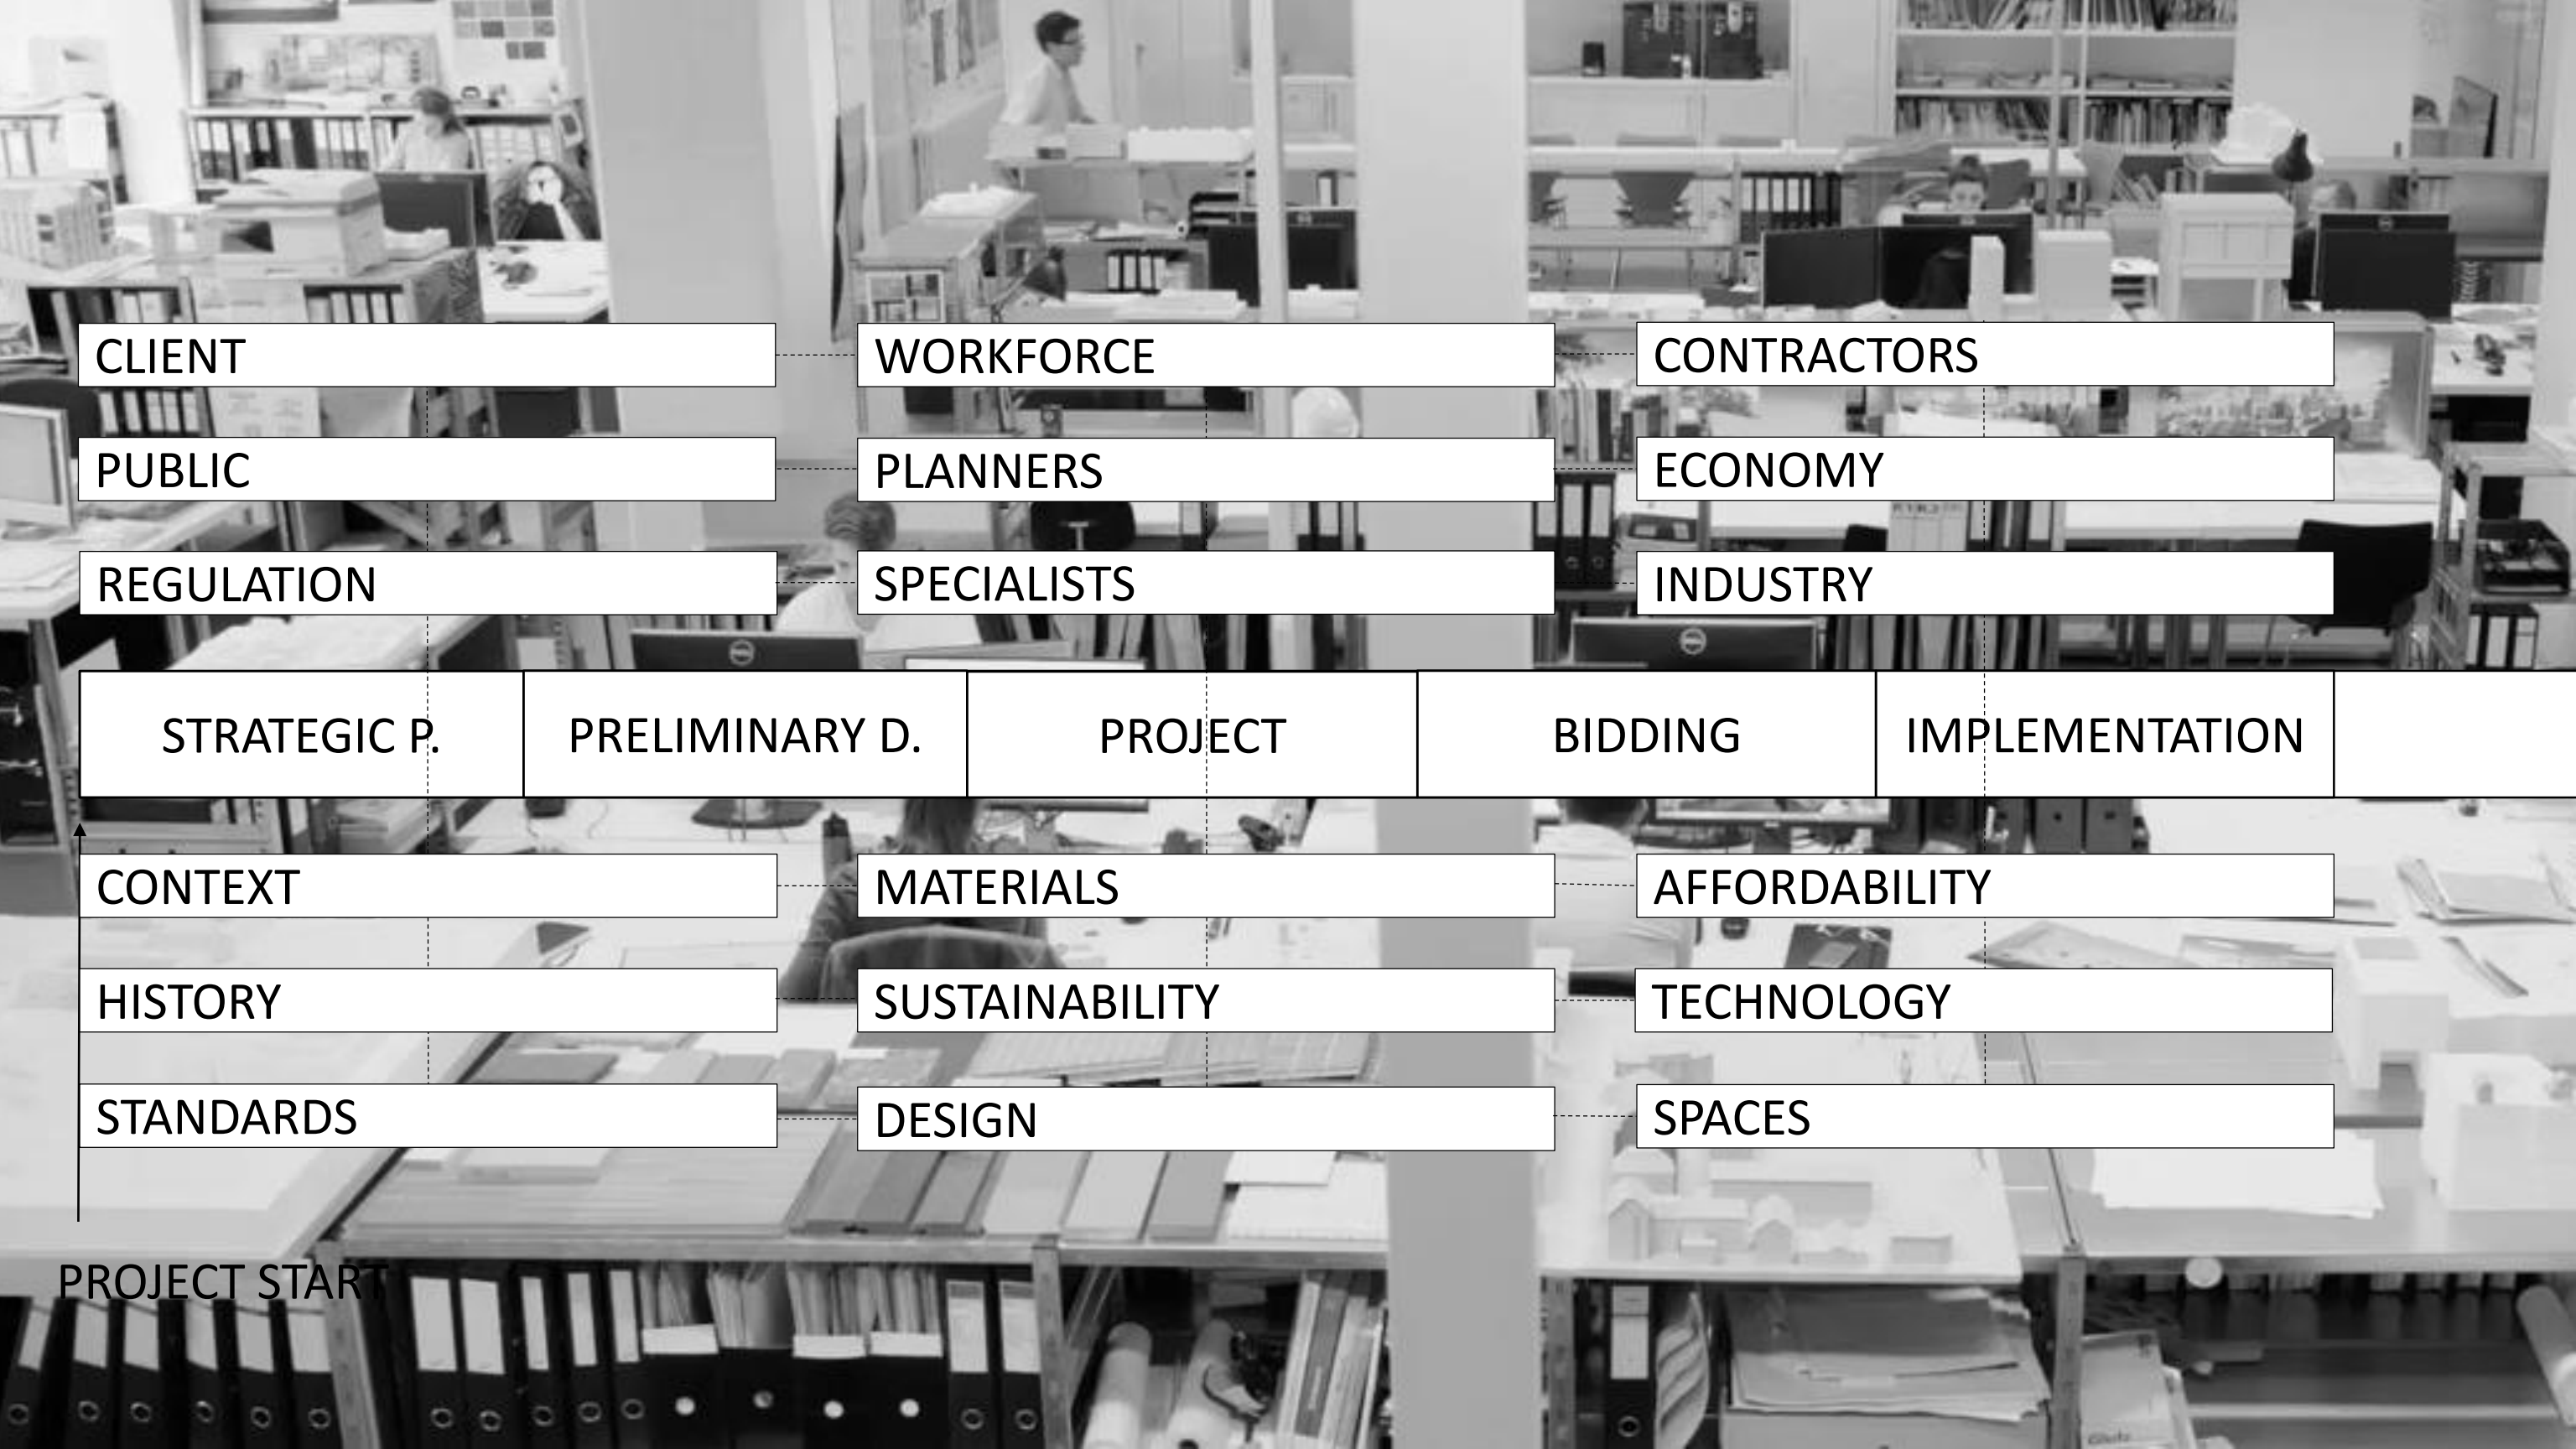 CLIENT
WORKFORCE
CONTRACTORS
PUBLIC
PLANNERS
ECONOMY
REGULATION
SPECIALISTS
INDUSTRY
STRATEGIC P.
PRELIMINARY D.
PROJECT
BIDDING
IMPLEMENTATION
CONTEXT
MATERIALS
AFFORDABILITY
HISTORY
SUSTAINABILITY
TECHNOLOGY
STANDARDS
DESIGN
SPACES
PROJECT START